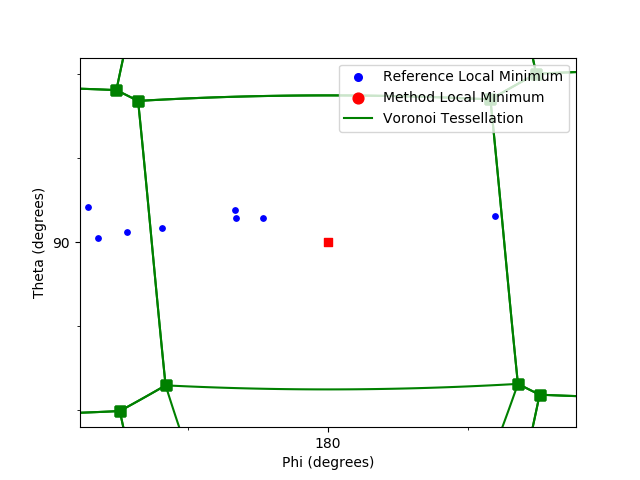 Reference Local Minimum
Method Local Minimum
Voronoi Tessellation
Theta (degrees)
90
180
Phi (degrees)